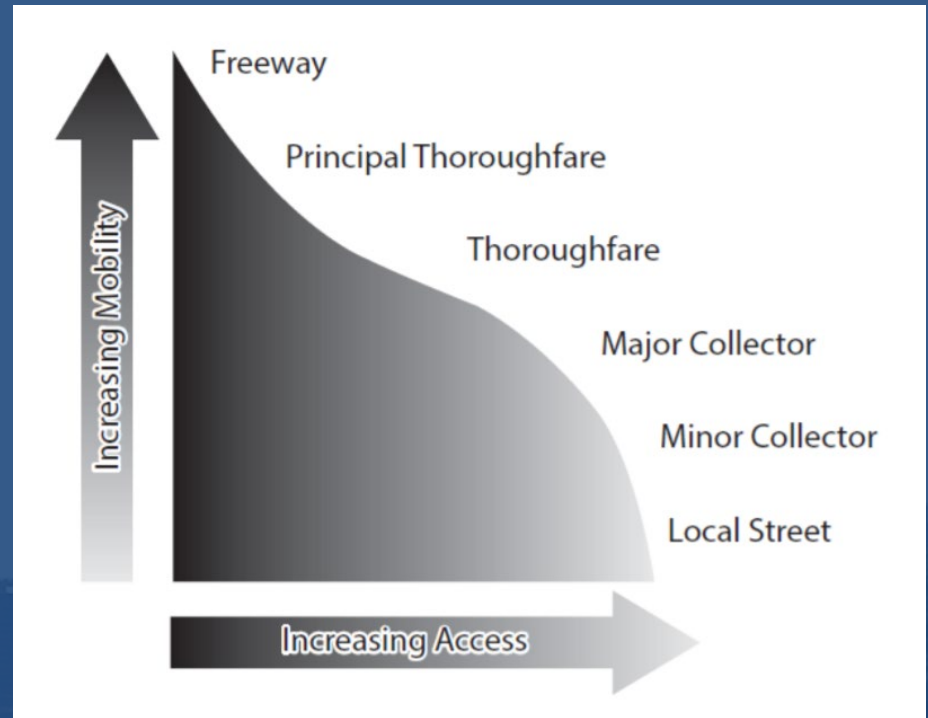 Freeway
Principal Thoroughfare
Thoroughfare
Major Collector
Minor Collector
Local Street
Increasing Mobility
Increasing Access